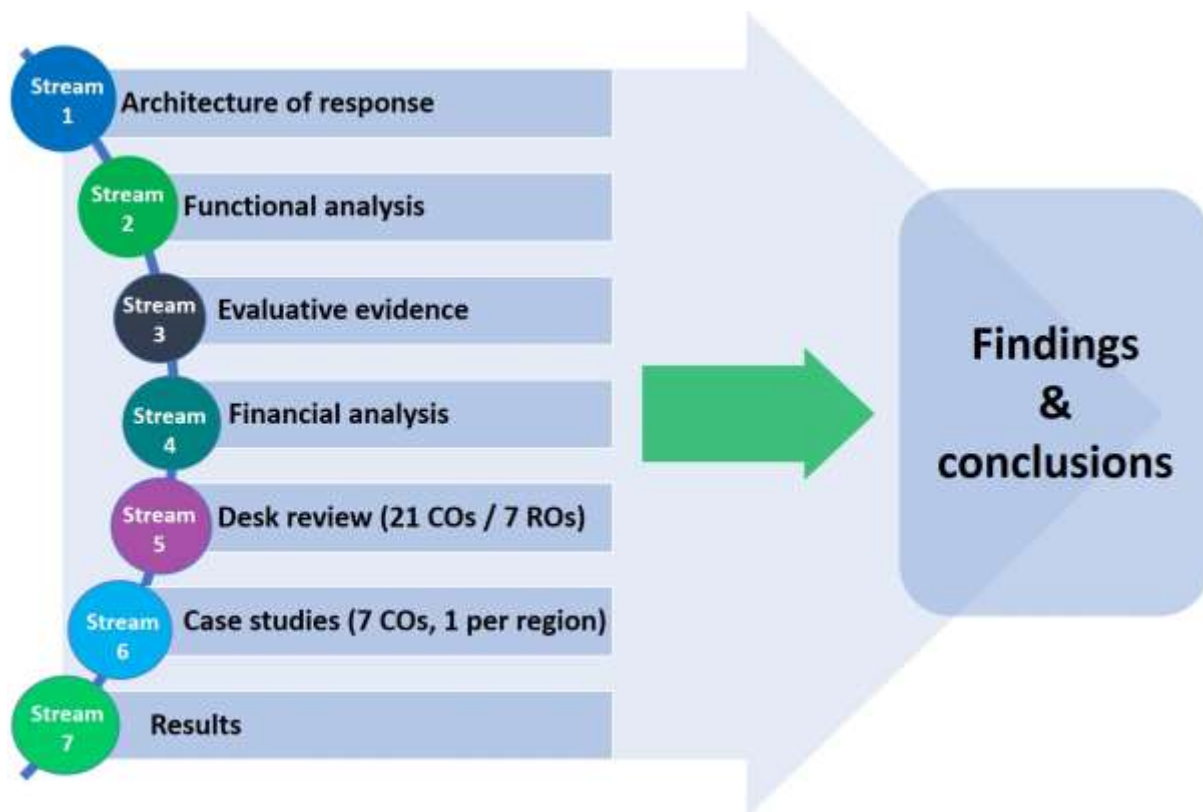 Stream
1
Architecture of response
Stream
2
Functional analysis
Stream
3
Evaluative evidence
Stream
4
Financial analysis
Stream
5
Desk review (21 COs / 7 ROs)
Stream
6
Case studies (7 COs, 1 per region)
Stream
7
Results
Findings
&
conclusions